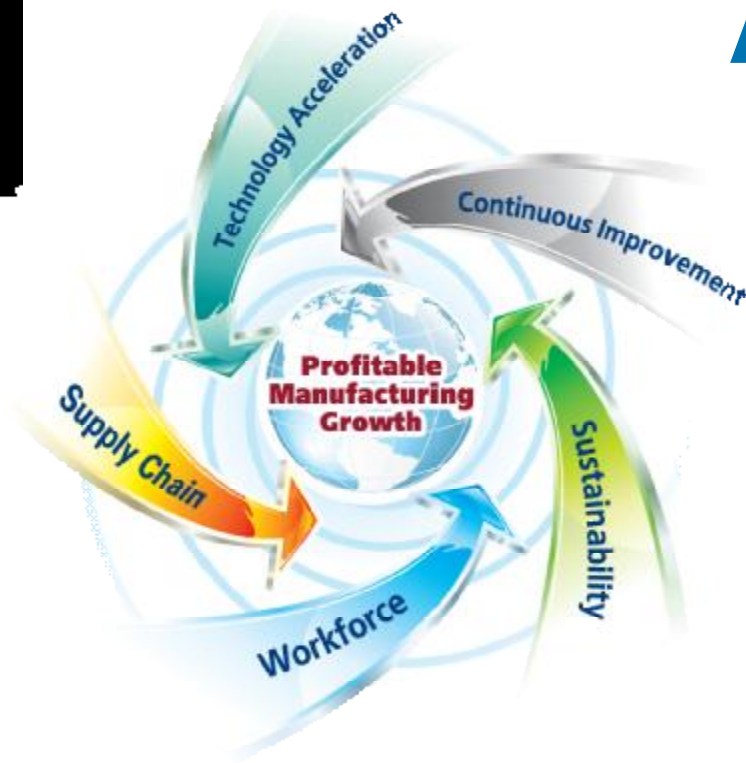 Technology Acceleration
Continuous Improvement
Profitable
Manufacturing
Growth
Supply Chain
Sustainability
Workforce